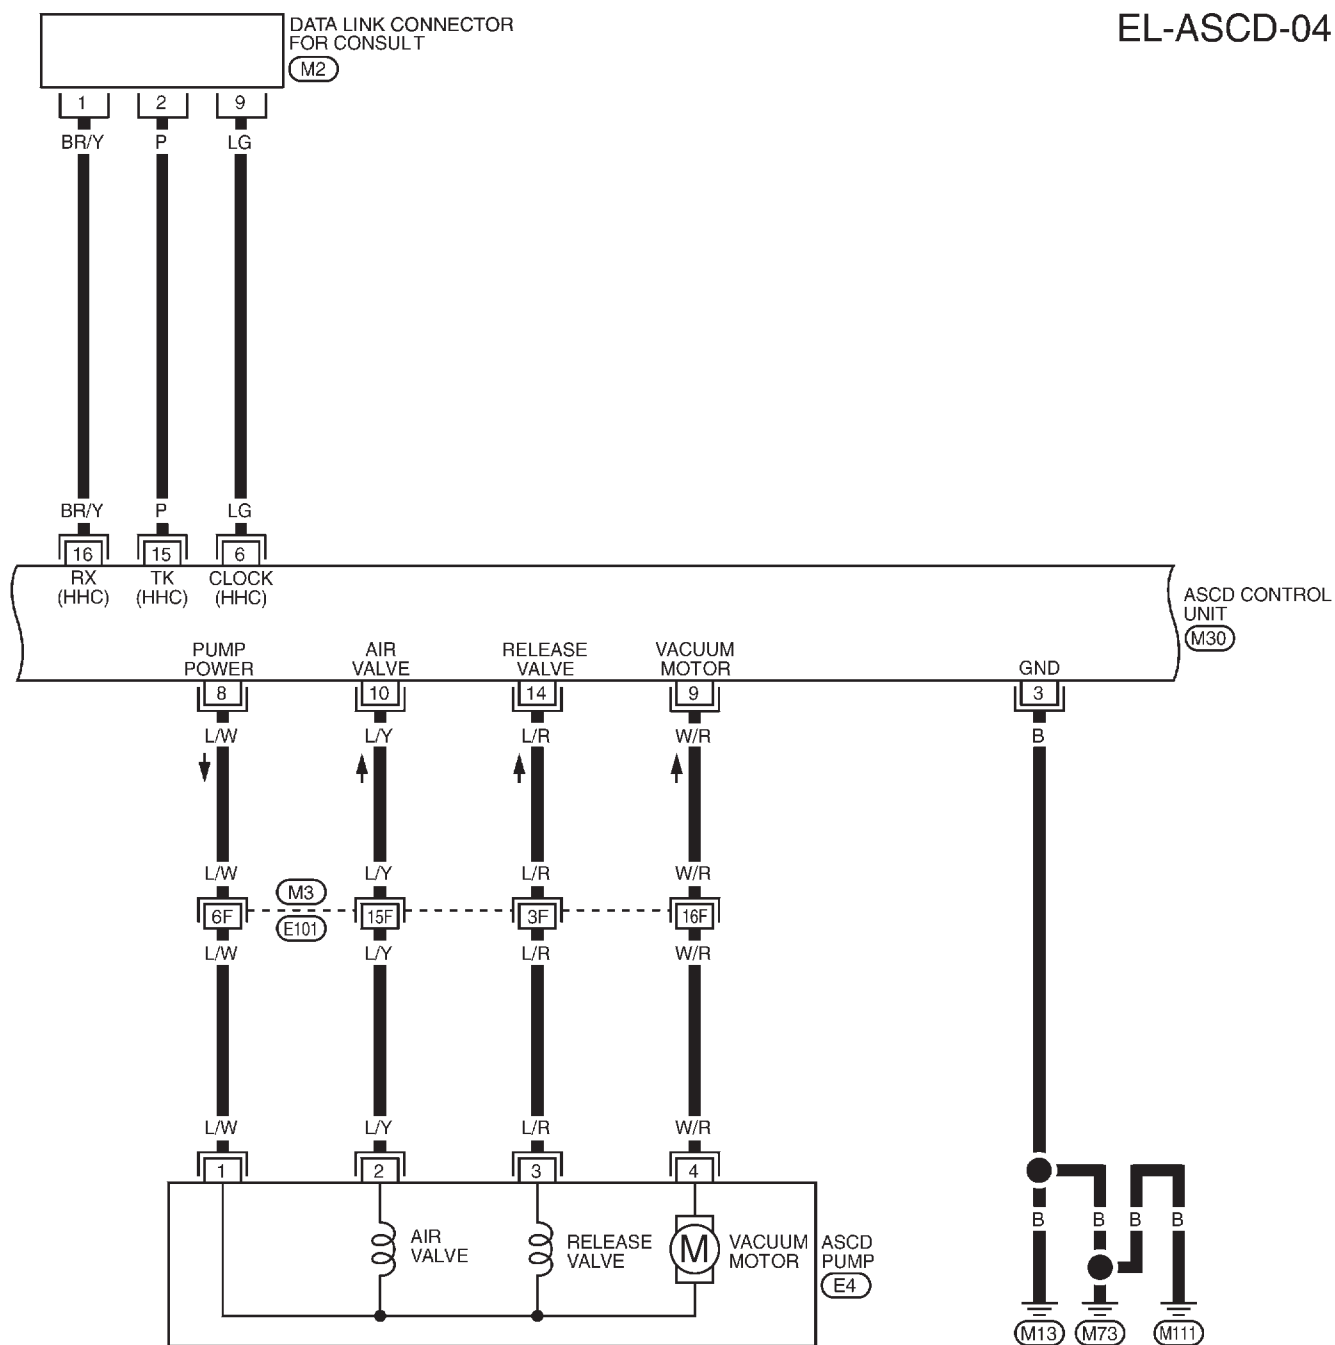 EL-ASCD-04
DATA LINK CONNECTOR
FOR CONSULT
M2
1 2 9
BR/Y P LG
BR/Y P LG
16 15 6
RX TK CLOCK
(HHC) (HHC) (HHC)
ASCD CONTROL
UNIT
M30
PUMP AIR RELEASE VACUUM
POWER VALVE VALVE MOTOR GND
8 10 14 9 3
L/W L/Y L/R W/R B
L/W L/Y L/R W/R
M3
6F 15F 3F 16F
E101
L/W L/Y L/R W/R
L/W L/Y L/R W/R
1 2 3 4
B B B B
AIR
VALVE
RELEASE
VALVE
M
VACUUM
MOTOR
ASCD
PUMP
E4
M13 M73 M111